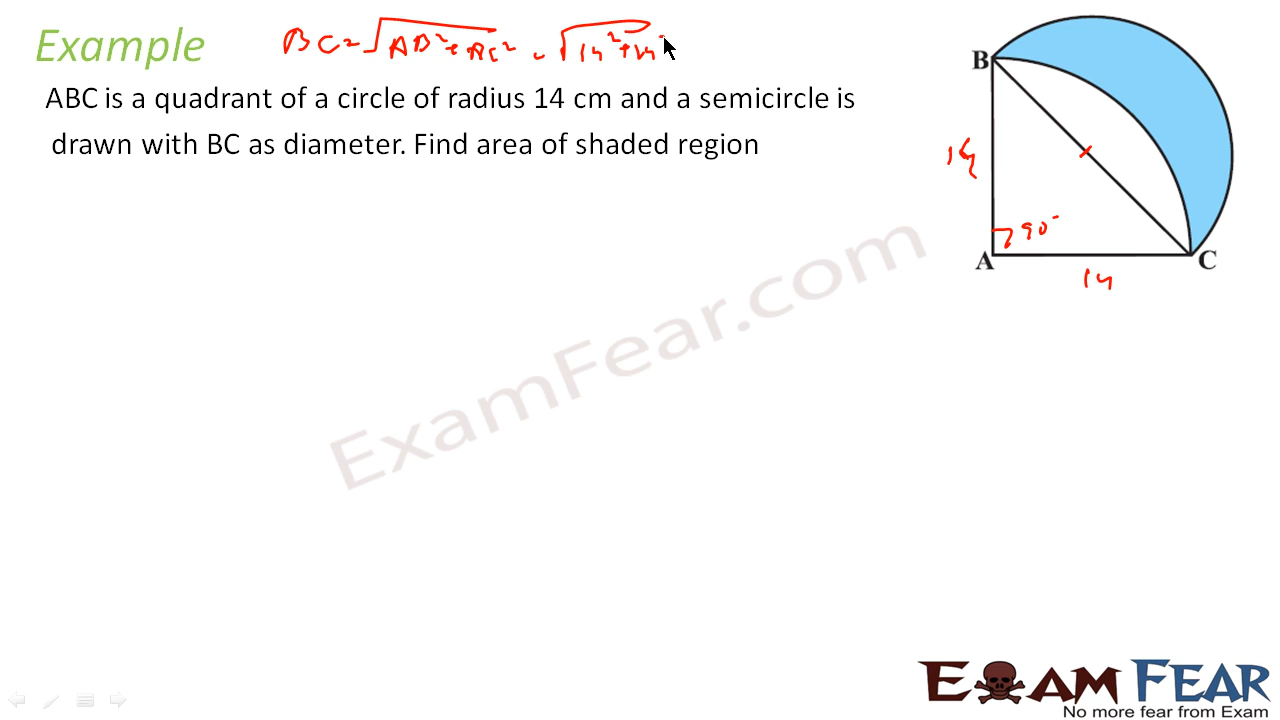 Example
BC = √AB²+AC² = √14²+14²
ABC is a quadrant of a circle of radius 14 cm and a semicircle is
drawn with BC as diameter. Find area of shaded region
B
14
90°
A
C
14
ExamFear.com
EXAM FEAR
No more fear from Exam